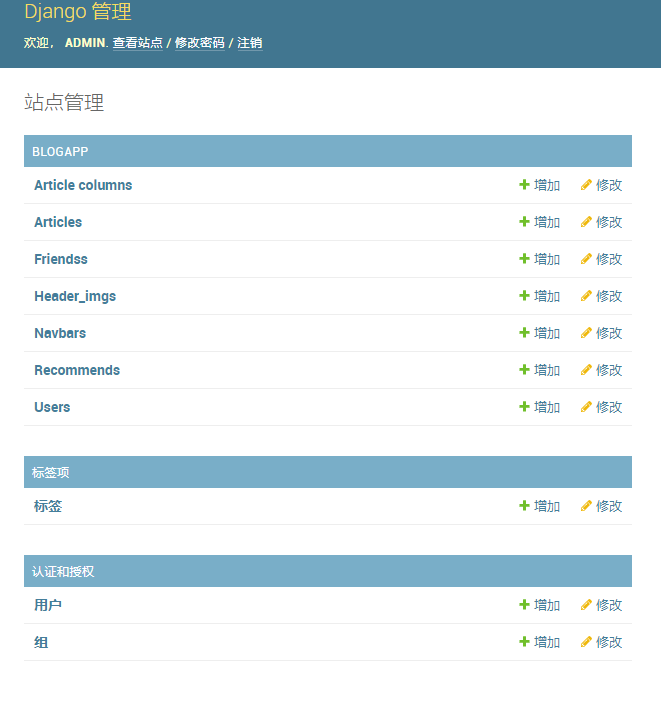 Django 管理
欢迎， ADMIN. 查看站点 / 修改密码 / 注销
站点管理
BLOGAPP
Article columns 增加 修改
Articles 增加 修改
Friendss 增加 修改
Header_imgs 增加 修改
Navbars 增加 修改
Recommends 增加 修改
Users 增加 修改
标签项
标签 增加 修改
认证和授权
用户 增加 修改
组 增加 修改